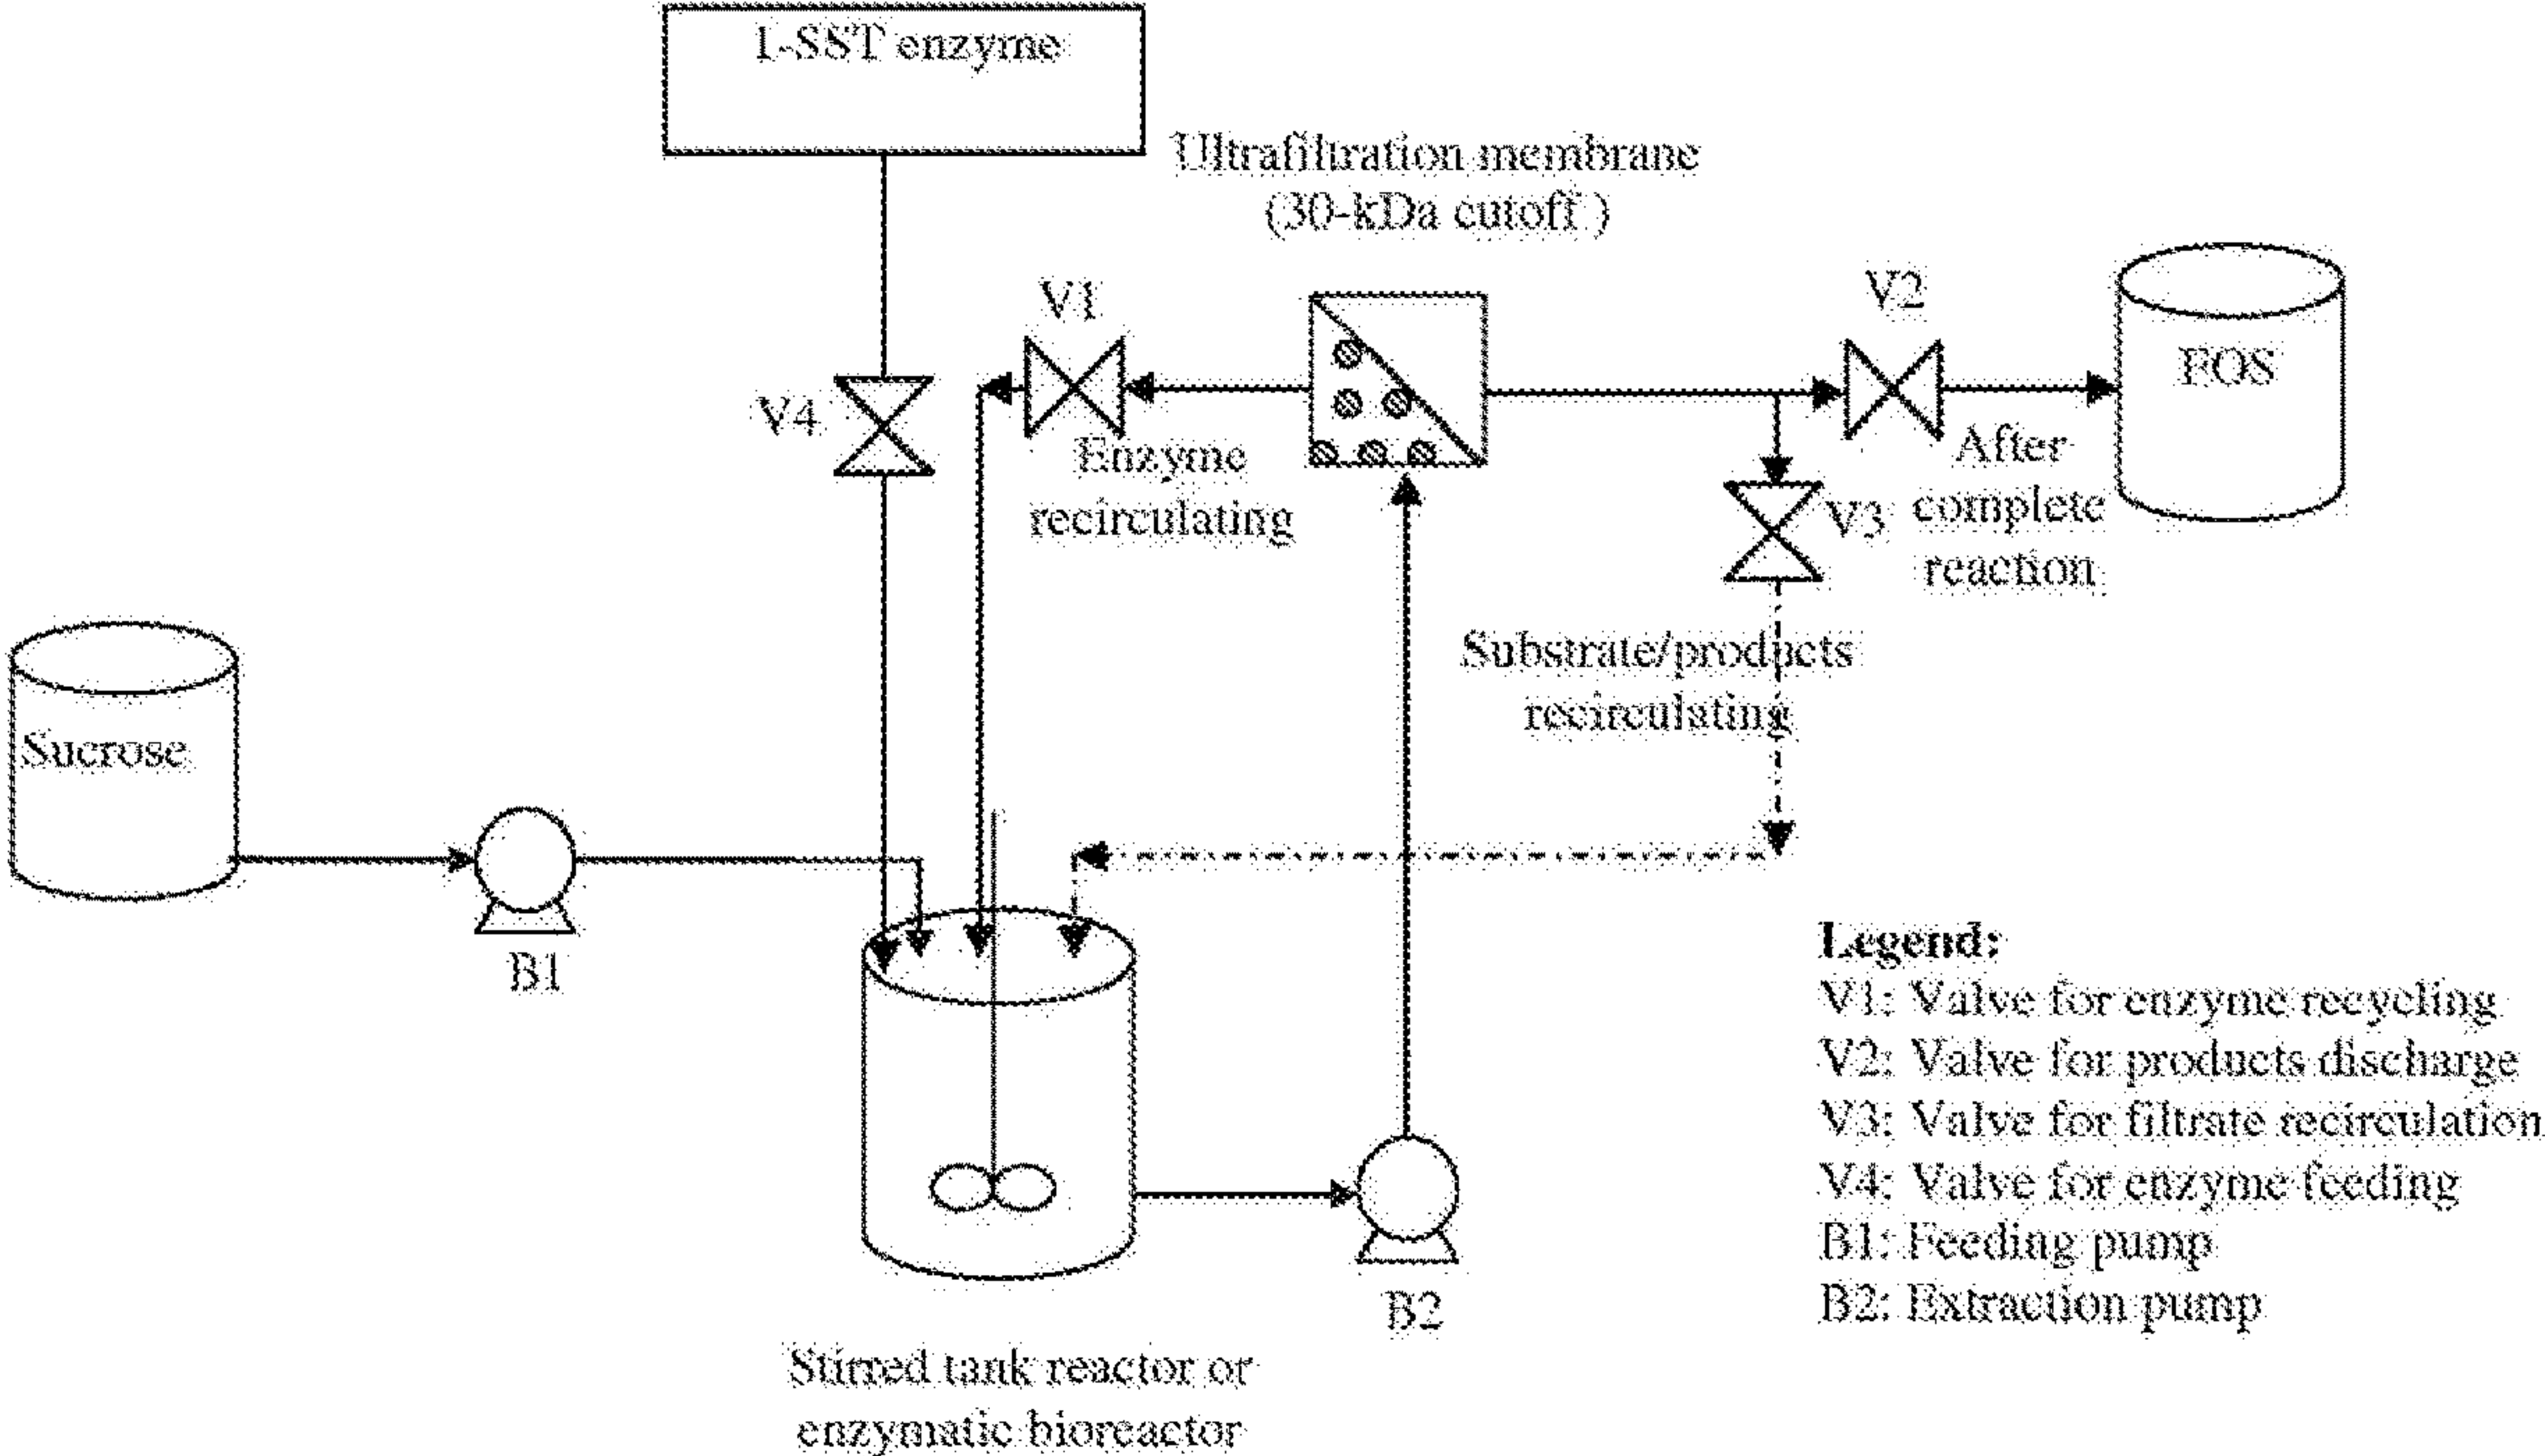 1-SST enzyme
Ultrafiltration membrane
(30-kDa cutoff )
V1
V2
FOS
V4
Enzyme
recirculating
After
complete
reaction
V3
Substrate/products
recirculating
Sucrose
B1
Legend:
V1: Valve for enzyme recycling
V2: Valve for products discharge
V3: Valve for filtrate recirculation
V4: Valve for enzyme feeding
B1: Feeding pump
B2: Extraction pump
B2
Stirred tank reactor or
enzymatic bioreactor